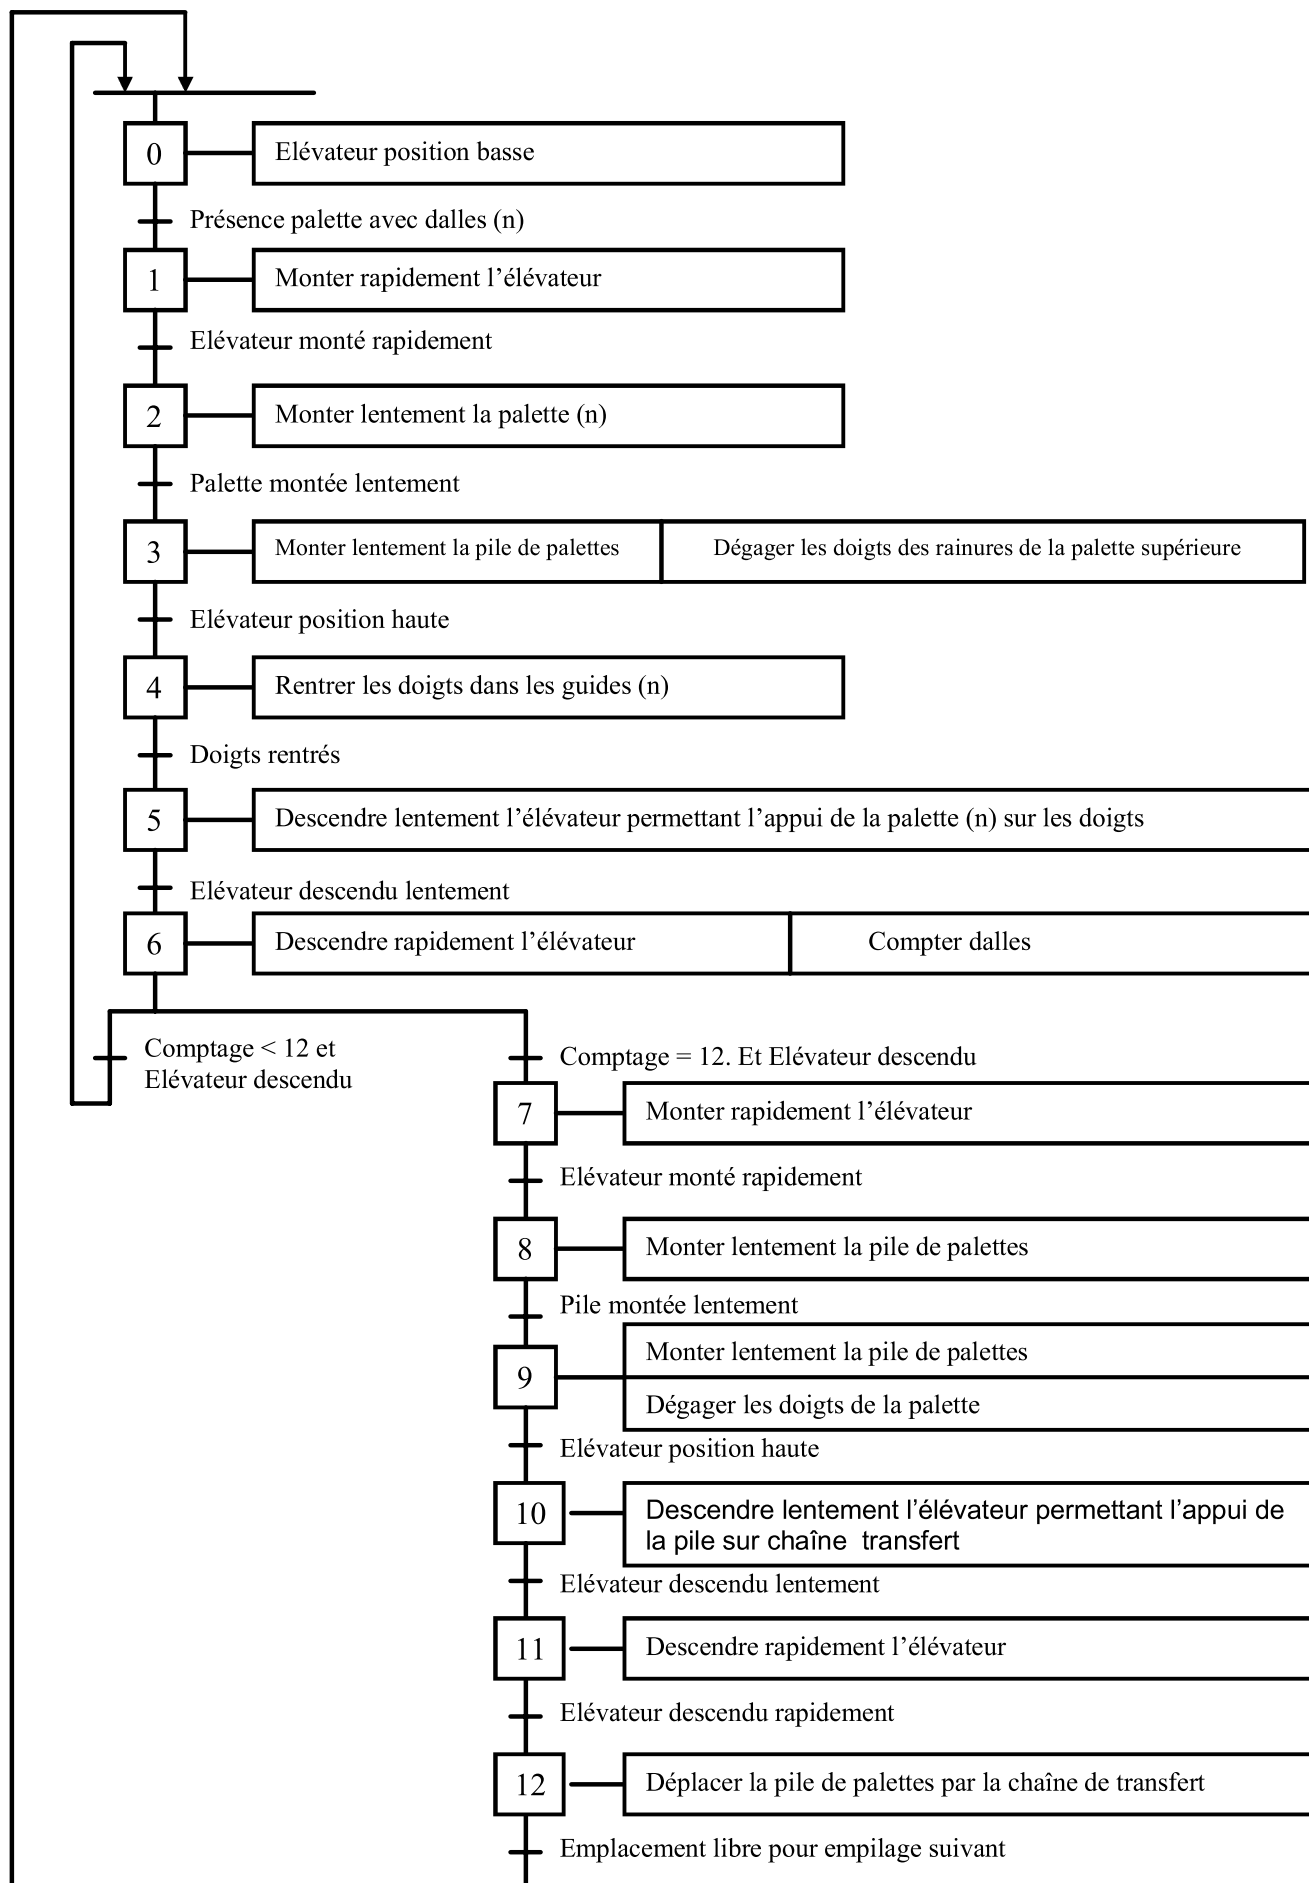 0
Elévateur position basse
Présence palette avec dalles (n)
1
Monter rapidement l’élévateur
Elévateur monté rapidement
2
Monter lentement la palette (n)
Palette montée lentement
3
Monter lentement la pile de palettes
Dégager les doigts des rainures de la palette supérieure
Elévateur position haute
4
Rentrer les doigts dans les guides (n)
Doigts rentrés
5
Descendre lentement l’élévateur permettant l’appui de la palette (n) sur les doigts
Elévateur descendu lentement
6
Descendre rapidement l’élévateur
Compter dalles
Comptage < 12 et
Elévateur descendu
Comptage = 12. Et Elévateur descendu
7
Monter rapidement l’élévateur
Elévateur monté rapidement
8
Monter lentement la pile de palettes
Pile montée lentement
9
Monter lentement la pile de palettes
Dégager les doigts de la palette
Elévateur position haute
10
Descendre lentement l’élévateur permettant l’appui de
la pile sur chaîne  transfert
Elévateur descendu lentement
11
Descendre rapidement l’élévateur
Elévateur descendu rapidement
12
Déplacer la pile de palettes par la chaîne de transfert
Emplacement libre pour empilage suivant